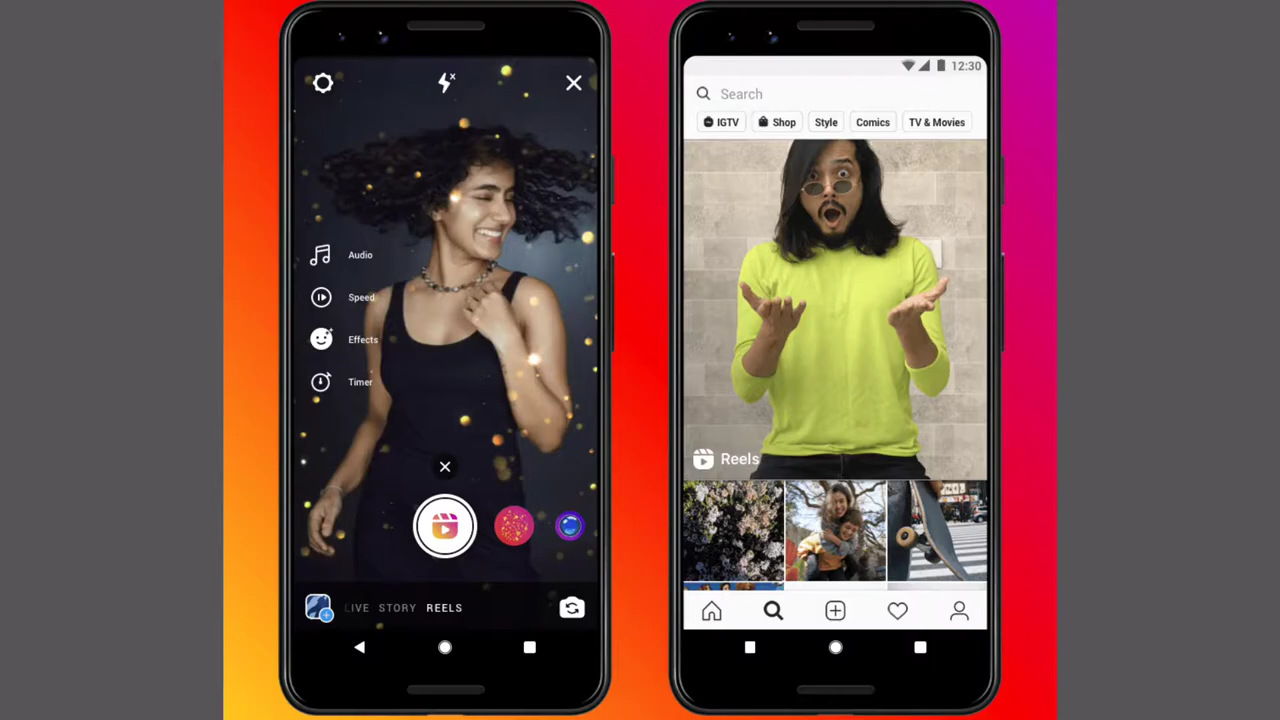 Audio
Speed
Effects
Timer
LIVE STORY REELS
12:30
Search
IGTV Shop Style Comics TV & Movies
Reels